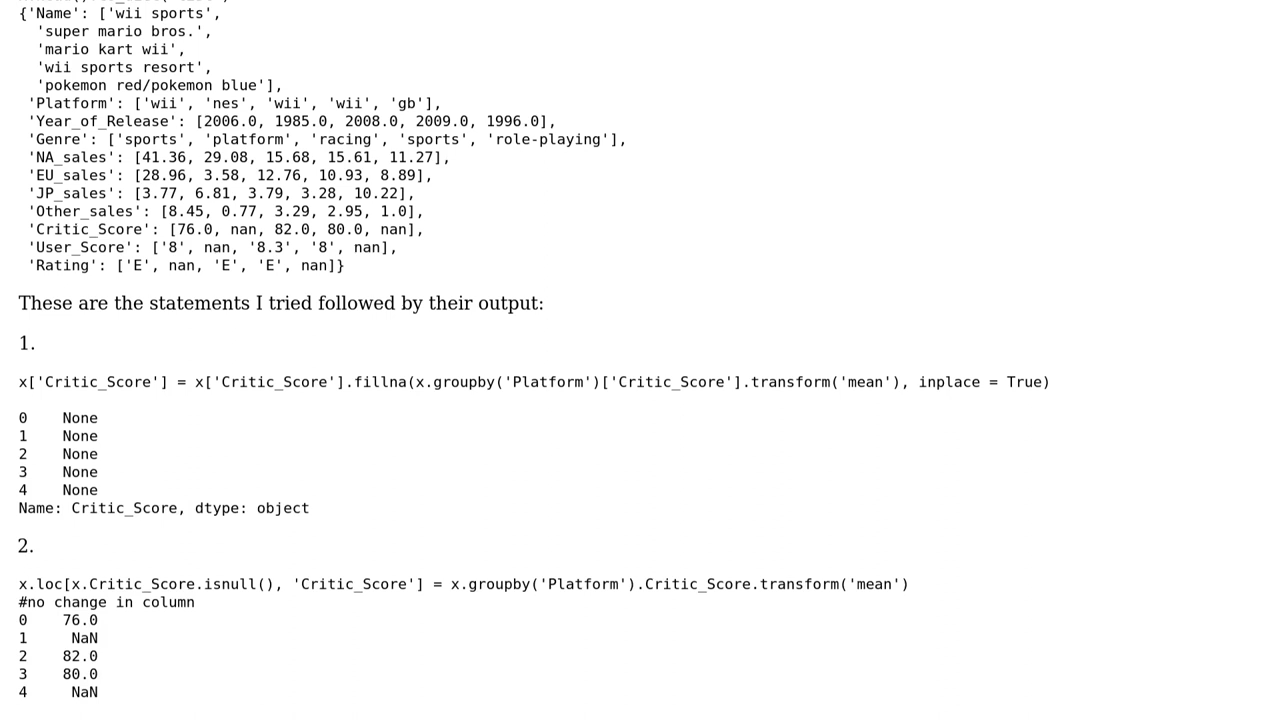 {'Name': ['wii sports',
'super mario bros.',
'mario kart wii',
'wii sports resort',
'pokemon red/pokemon blue'],
'Platform': ['wii', 'nes', 'wii', 'wii', 'gb'],
'Year_of_Release': [2006.0, 1985.0, 2008.0, 2009.0, 1996.0],
'Genre': ['sports', 'platform', 'racing', 'sports', 'role-playing'],
'NA_sales': [41.36, 29.08, 15.68, 15.61, 11.27],
'EU_sales': [28.96, 3.58, 12.76, 10.93, 8.89],
'JP_sales': [3.77, 6.81, 3.79, 3.28, 10.22],
'Other_sales': [8.45, 0.77, 3.29, 2.95, 1.0],
'Critic_Score': [76.0, nan, 82.0, 80.0, nan],
'User_Score': ['8', nan, '8.3', '8', nan],
'Rating': ['E', nan, 'E', 'E', nan]}
These are the statements I tried followed by their output:
1.
x['Critic_Score'] = x['Critic_Score'].fillna(x.groupby('Platform')['Critic_Score'].transform('mean'), inplace = True)
0    None
1    None
2    None
3    None
4    None
Name: Critic_Score, dtype: object
2.
x.loc[x.Critic_Score.isnull(), 'Critic_Score'] = x.groupby('Platform').Critic_Score.transform('mean')
#no change in column
0    76.0
1     NaN
2    82.0
3    80.0
4     NaN